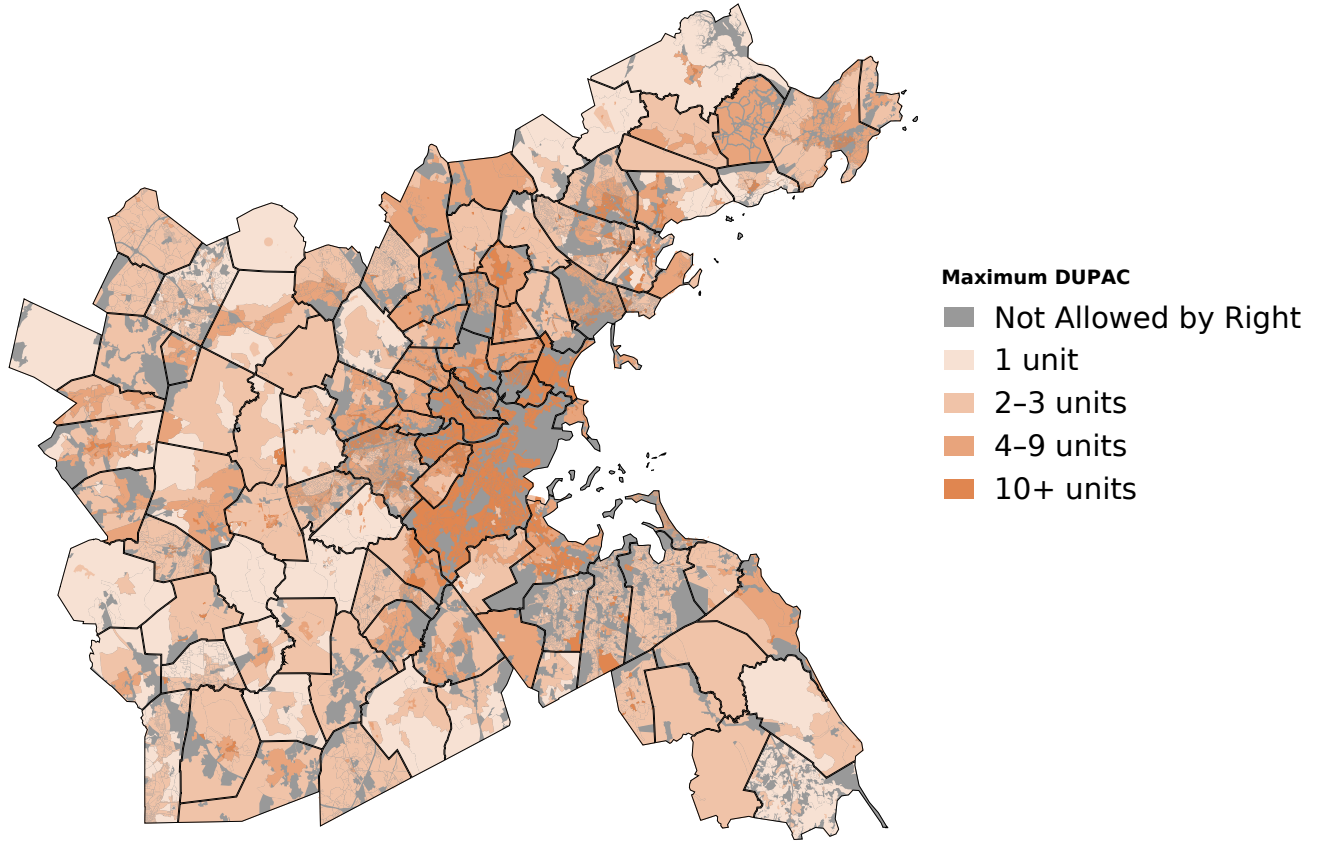 Maximum DUPAC
Not Allowed by Right
1 unit
2–3 units
4–9 units
10+ units